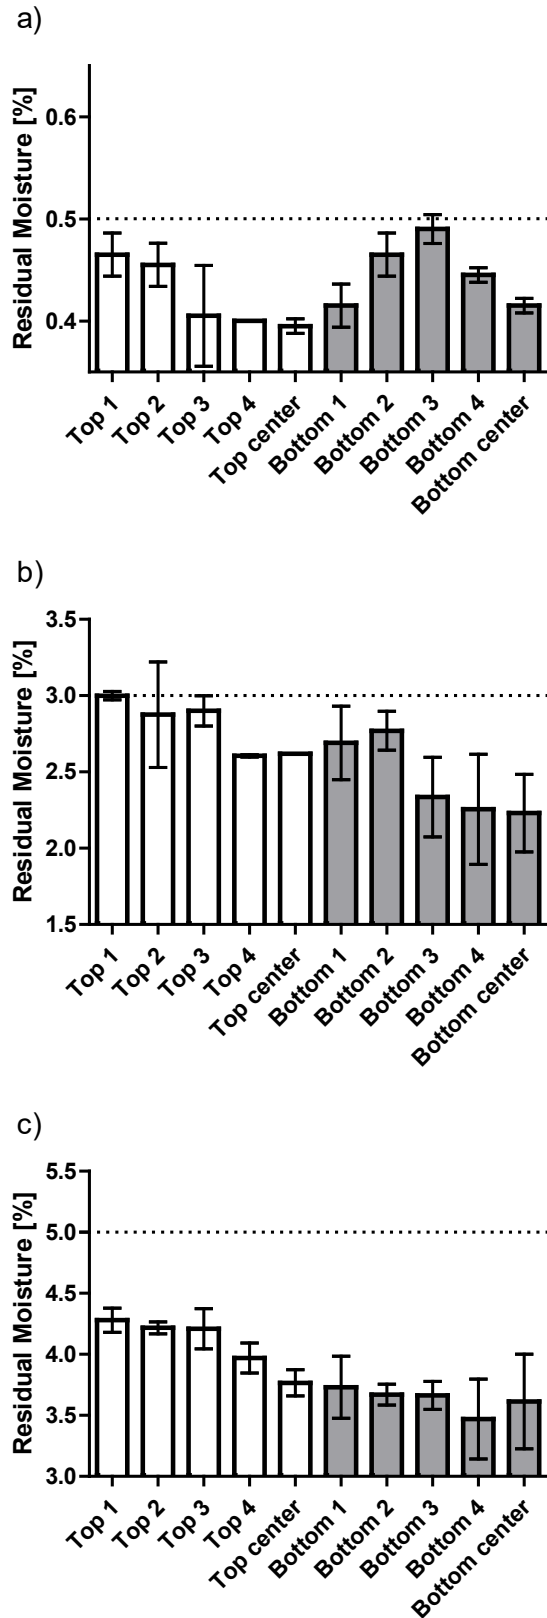 a)
Residual Moisture [%]
0.6
0.5
0.4
Top 1
Top 2
Top 3
Top 4
Top center
Bottom 1
Bottom 2
Bottom 3
Bottom 4
Bottom center
b)
Residual Moisture [%]
3.5
3.0
2.5
2.0
1.5
Top 1
Top 2
Top 3
Top 4
Top center
Bottom 1
Bottom 2
Bottom 3
Bottom 4
Bottom center
c)
Residual Moisture [%]
5.5
5.0
4.5
4.0
3.5
3.0
Top 1
Top 2
Top 3
Top 4
Top center
Bottom 1
Bottom 2
Bottom 3
Bottom 4
Bottom center